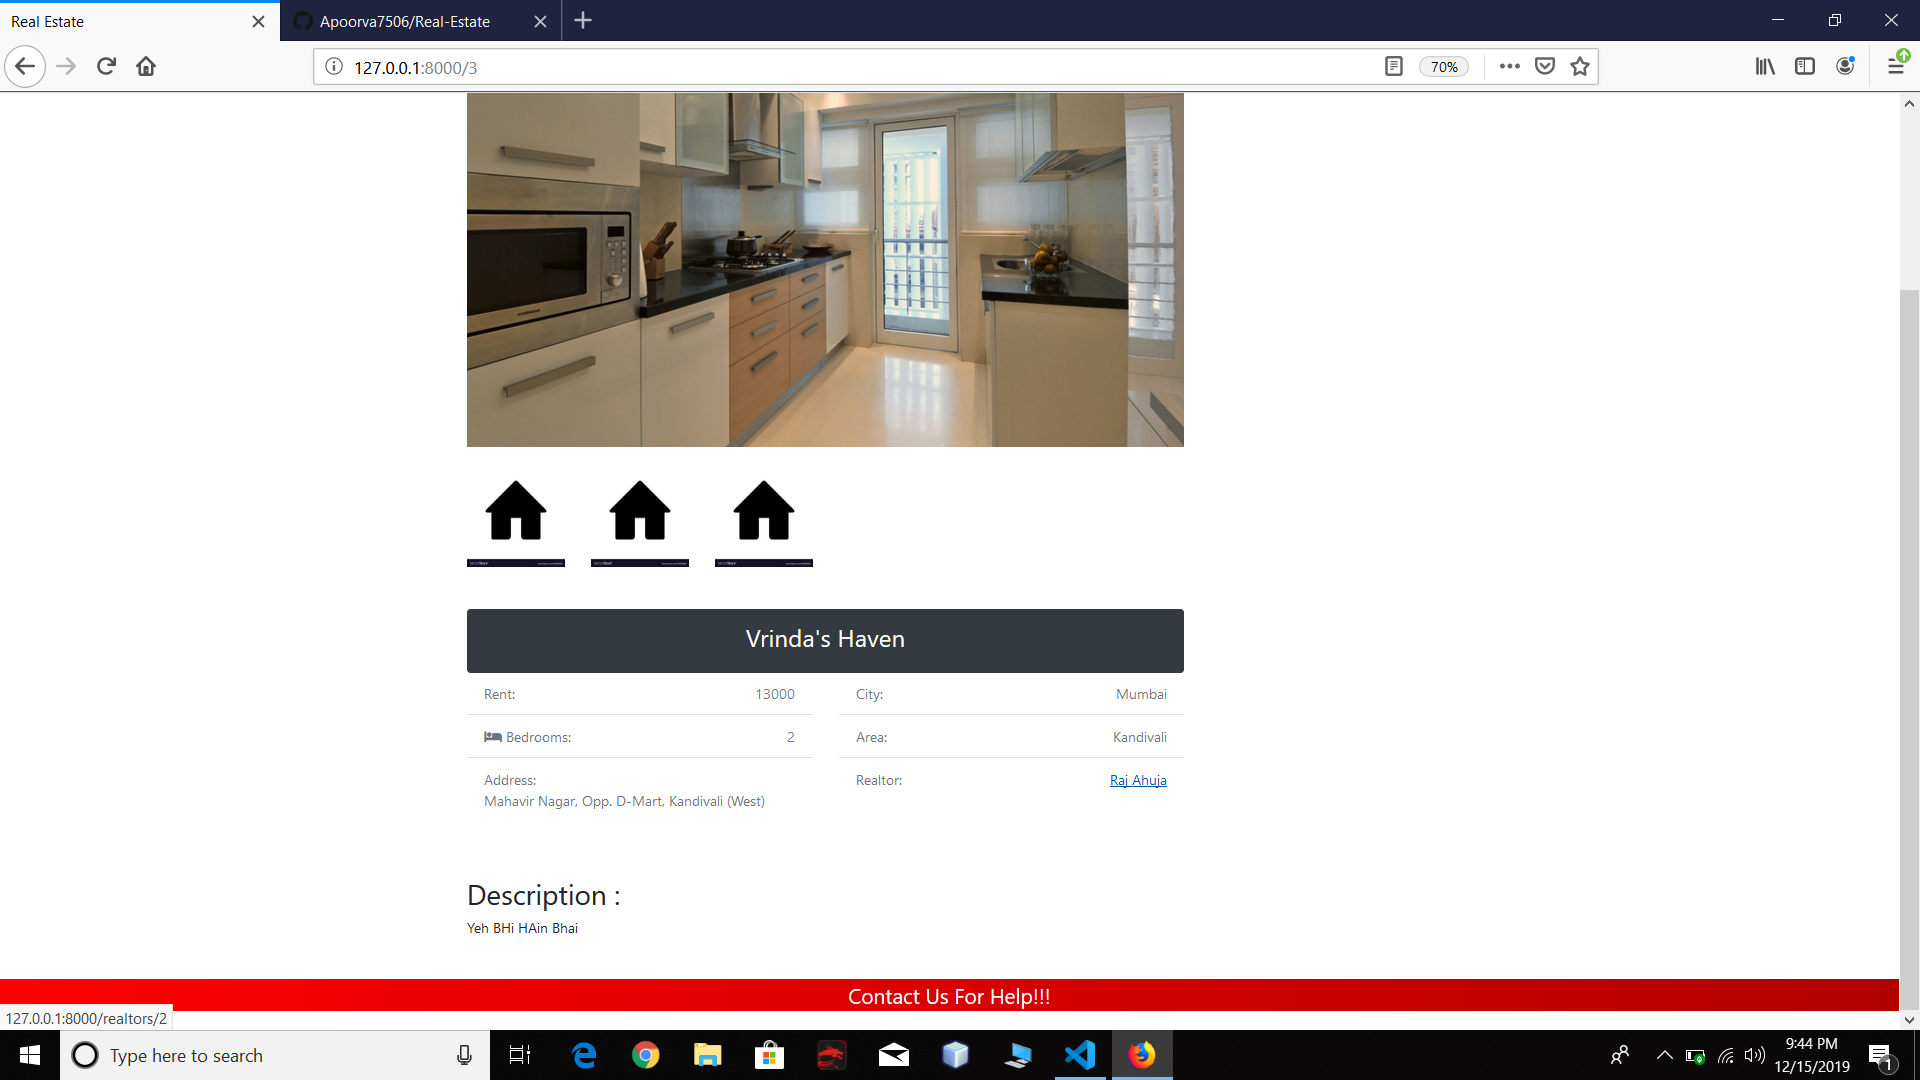 Real Estate
Apoorva7506/Real-Estate
127.0.0.1:8000/3
70%
Vrinda's Haven
Rent: 13000
City: Mumbai
Bedrooms: 2
Area: Kandivali
Address:
Mahavir Nagar, Opp. D-Mart, Kandivali (West)
Realtor: Raj Ahuja
Description :
Yeh BHi HAin Bhai
Contact Us For Help!!!
127.0.0.1:8000/realtors/2
Type here to search
9:44 PM
12/15/2019
1